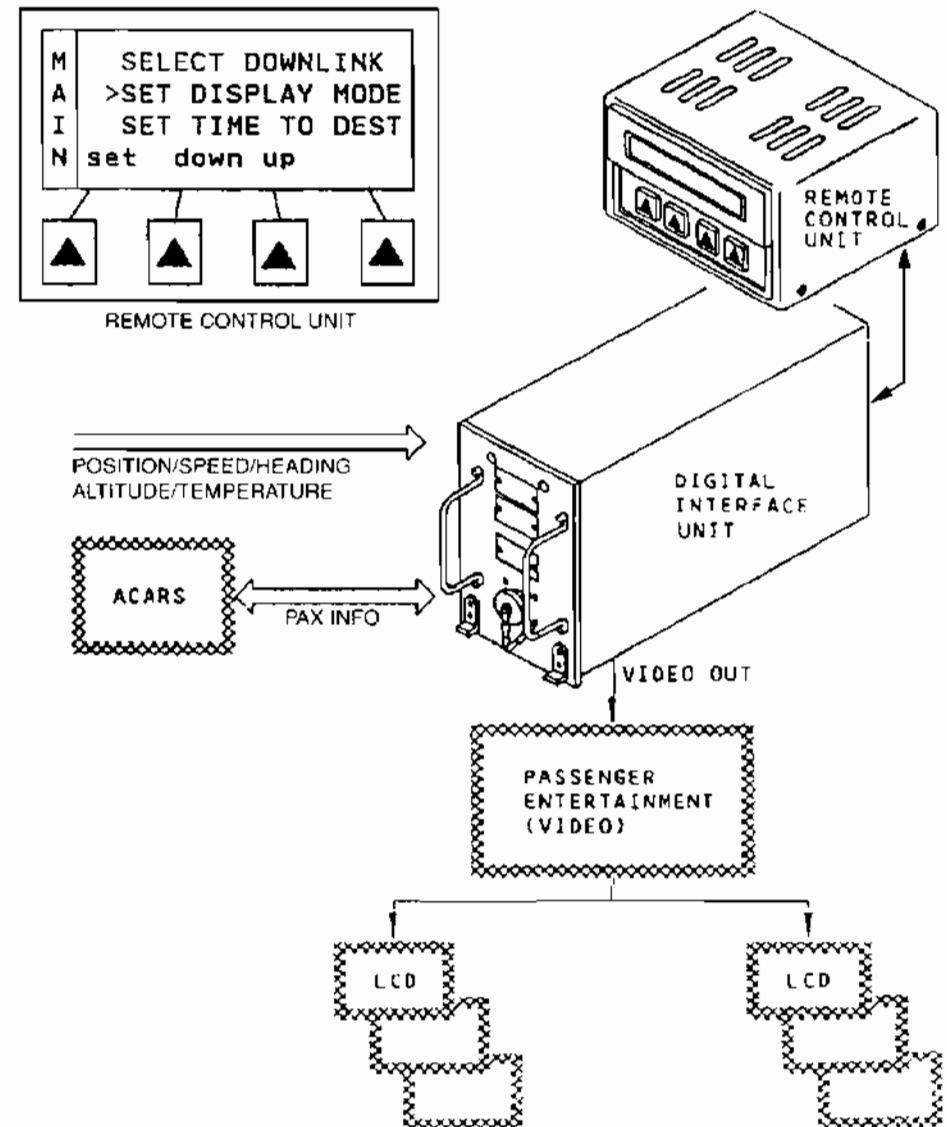 M SELECT DOWNLINK
A >SET DISPLAY MODE
I SET TIME TO DEST
N set down up
REMOTE CONTROL UNIT
REMOTE
CONTROL
UNIT
POSITION/SPEED/HEADING
ALTITUDE/TEMPERATURE
DIGITAL
INTERFACE
UNIT
ACARS
PAX INFO
VIDEO OUT
PASSENGER
ENTERTAINMENT
(VIDEO)
LCD
LCD